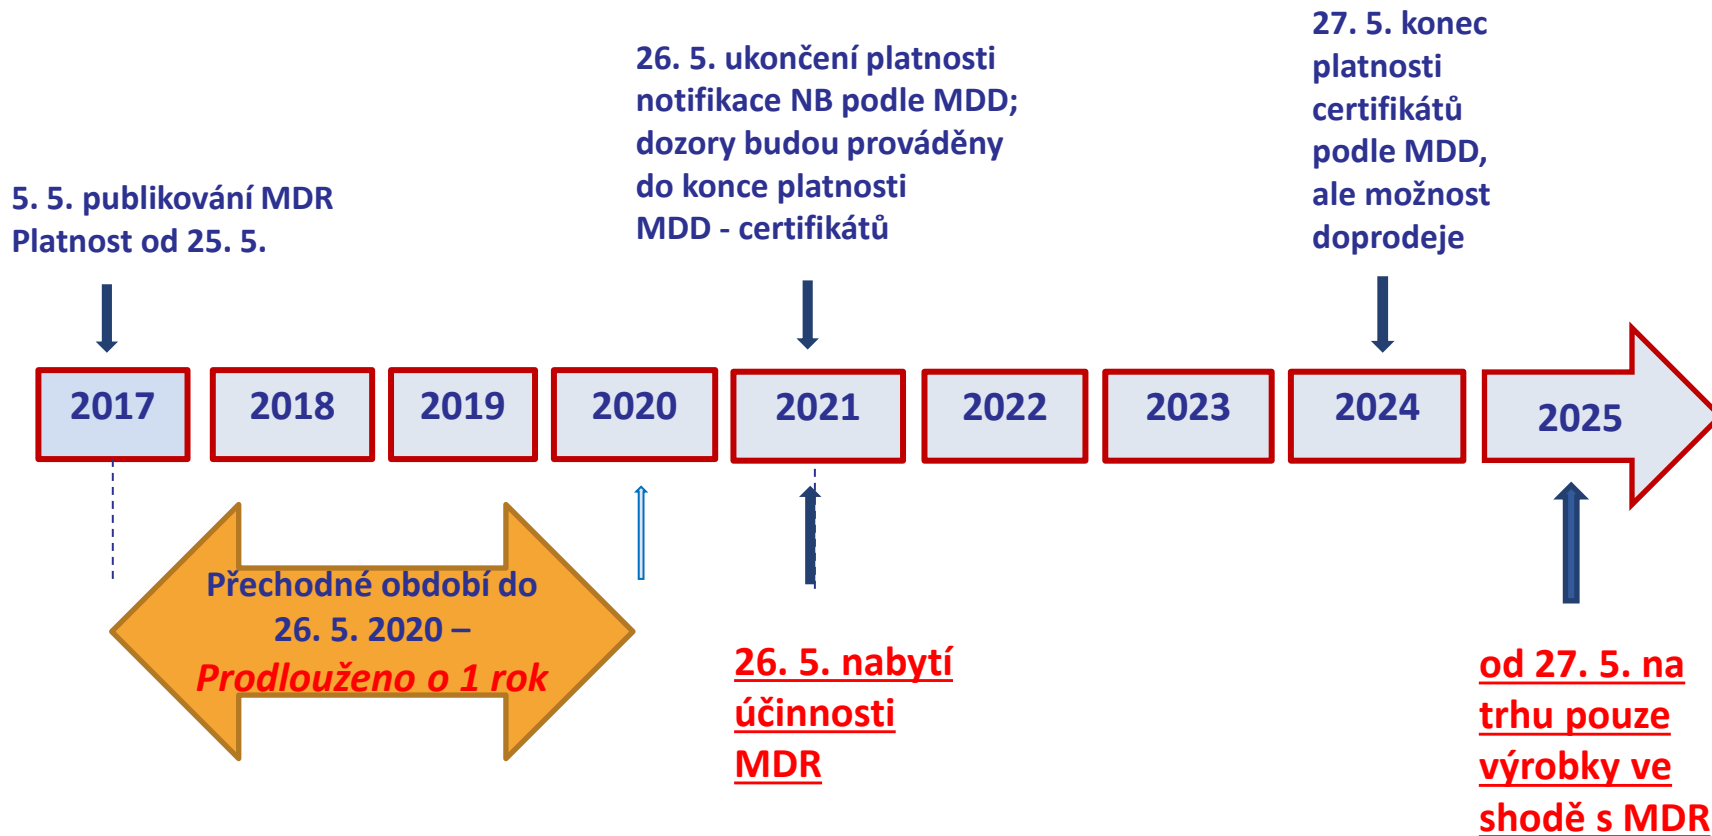 5. 5. publikování MDR
Platnost od 25. 5.
26. 5. ukončení platnosti
notifikace NB podle MDD;
dozory budou prováděny
do konce platnosti
MDD - certifikátů
27. 5. konec
platnosti
certifikátů
podle MDD,
ale možnost
doprodeje
2017
2018
2019
2020
2021
2022
2023
2024
2025
Přechodné období do
26. 5. 2020 –
Prodlouženo o 1 rok
26. 5. nabytí
účinnosti
MDR
od 27. 5. na
trhu pouze
výrobky ve
shodě s MDR